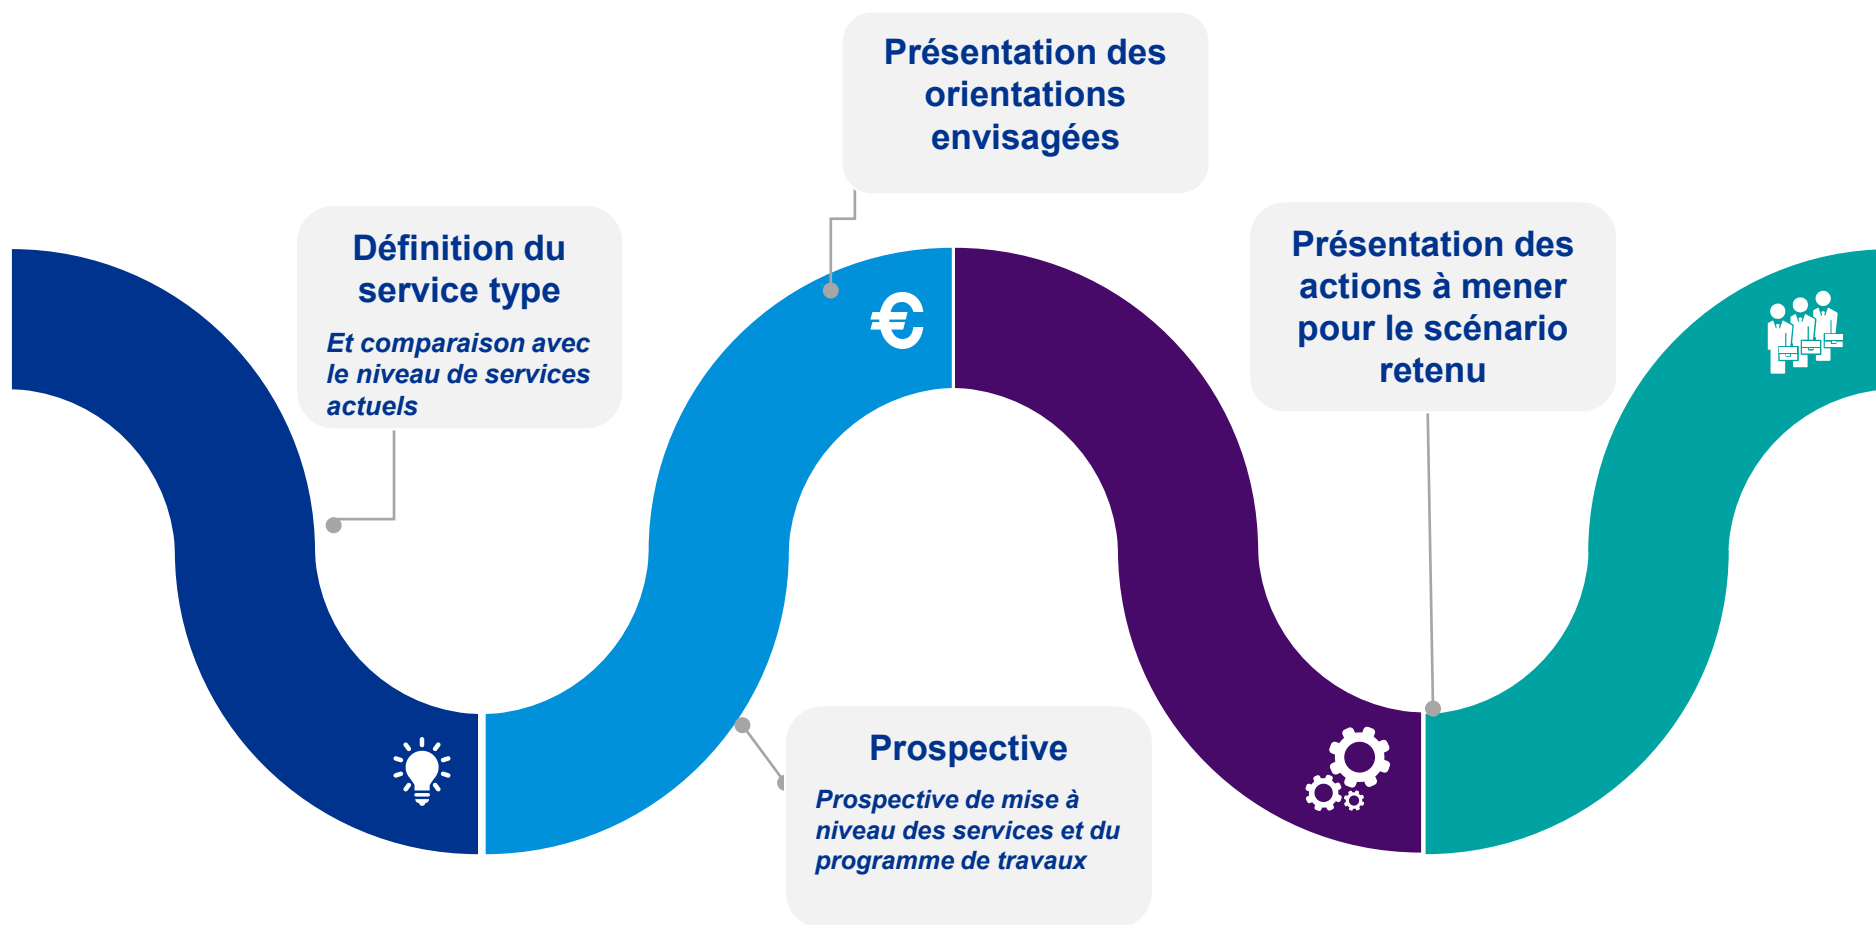 Présentation des
orientations
envisagées
Définition du
service type
Et comparaison avec
le niveau de services
actuels
Présentation des
actions à mener
pour le scénario
retenu
€
Prospective
Prospective de mise à
niveau des services et du
programme de travaux